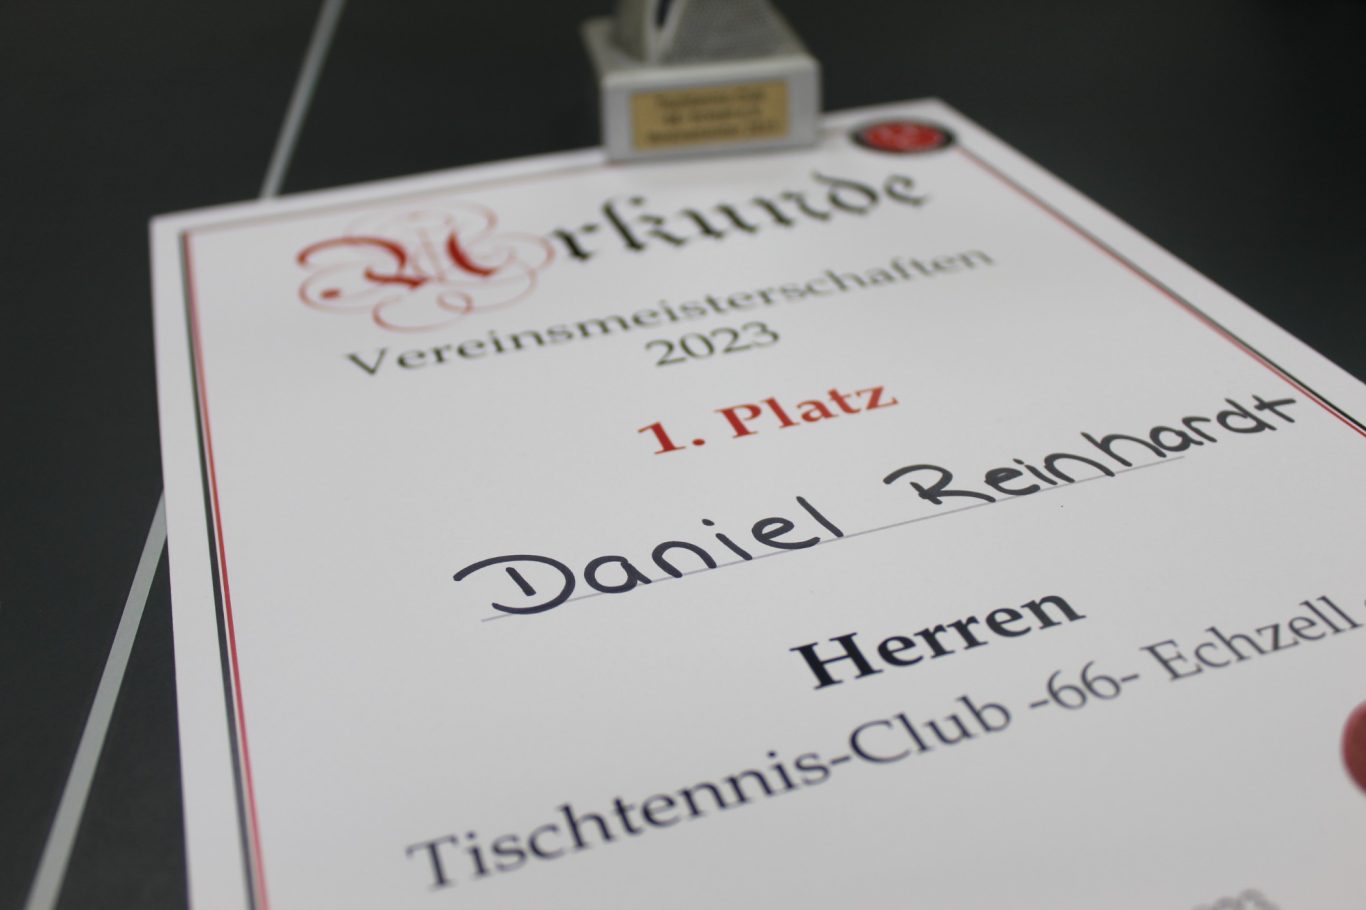 Urkunde
Vereinsmeisterschaften
2023
1. Platz
Daniel Reinhardt
Herren
Tischtennis-Club -66- Echzell